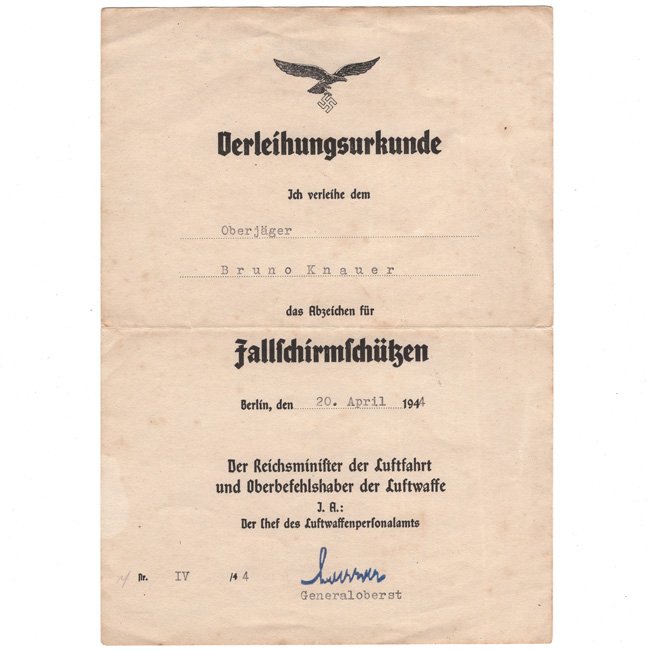 Verleihungsurkunde
Ich verleihe dem
Oberjäger
Bruno Knauer
das Abzeichen für
Fallschirmschützen
Berlin, den 20. April 1944
Der Reichsminister der Luftfahrt
und Oberbefehlshaber der Luftwaffe
J. A.:
Der Chef des Luftwaffenpersonalamts
Nr. IV /44
Generaloberst